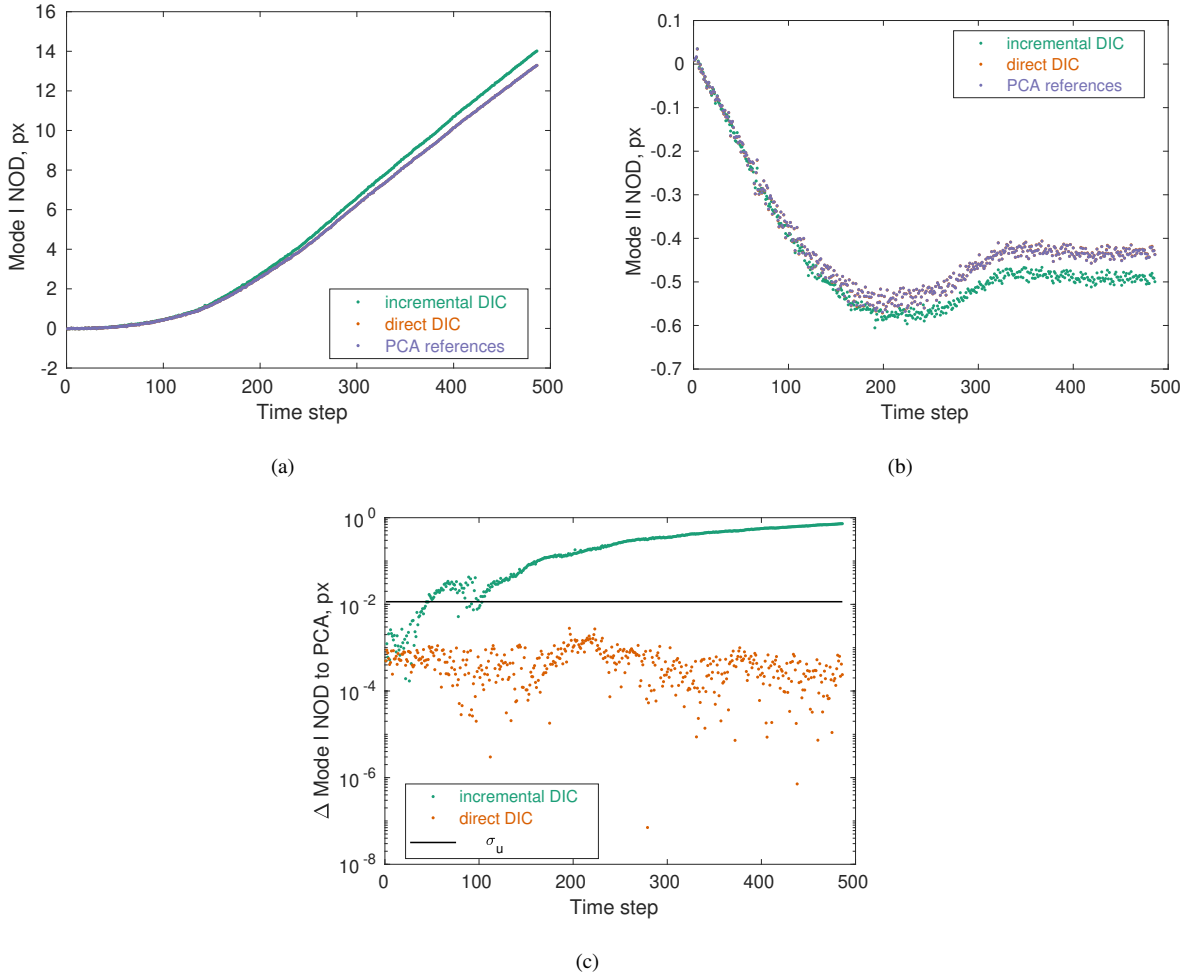 16
14
12
10
8
6
4
2
0
-2
Mode I NOD, px
incremental DIC
direct DIC
PCA references
0 100 200 300 400 500
Time step
(a)
0.1
0
-0.1
-0.2
-0.3
-0.4
-0.5
-0.6
-0.7
Mode II NOD, px
incremental DIC
direct DIC
PCA references
0 100 200 300 400 500
Time step
(b)
10^0
10^-2
10^-4
10^-6
10^-8
Δ Mode I NOD to PCA, px
incremental DIC
direct DIC
σ_u
0 100 200 300 400 500
Time step
(c)